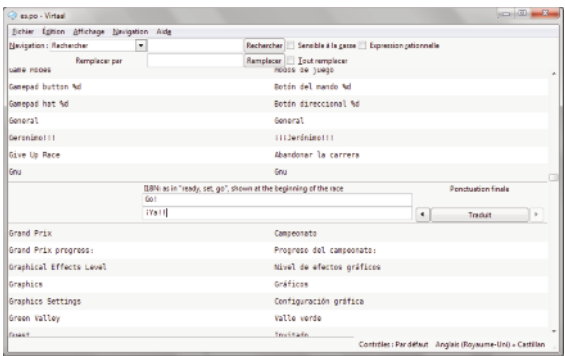 es.po - Virtaal
Fichier Édition Affichage Navigation Aide
Navigation : Rechercher Rechercher Sensible à la casse Expression rationnelle
Remplacer par Remplacer Tout remplacer
Game modes Modos de juego
Gamepad button %d Botón del mando %d
Gamepad hat %d Botón direccional %d
General General
Geronimo!!! ¡¡¡Jerónimo!!!
Give Up Race Abandonar la carrera
Gnu Gnu
I18N: as in "ready, set, go", shown at the beginning of the race Ponctuation finale
Go!
¡Ya!! Traduit
Grand Prix Campeonato
Grand Prix progress: Progreso del campeonato:
Graphical Effects Level Nivel de efectos gráficos
Graphics Gráficos
Graphics Settings Configuración gráfica
Green Valley Valle verde
Guest Invitado
Contrôles : Par défaut Anglais (Royaume-Uni) » Castillan